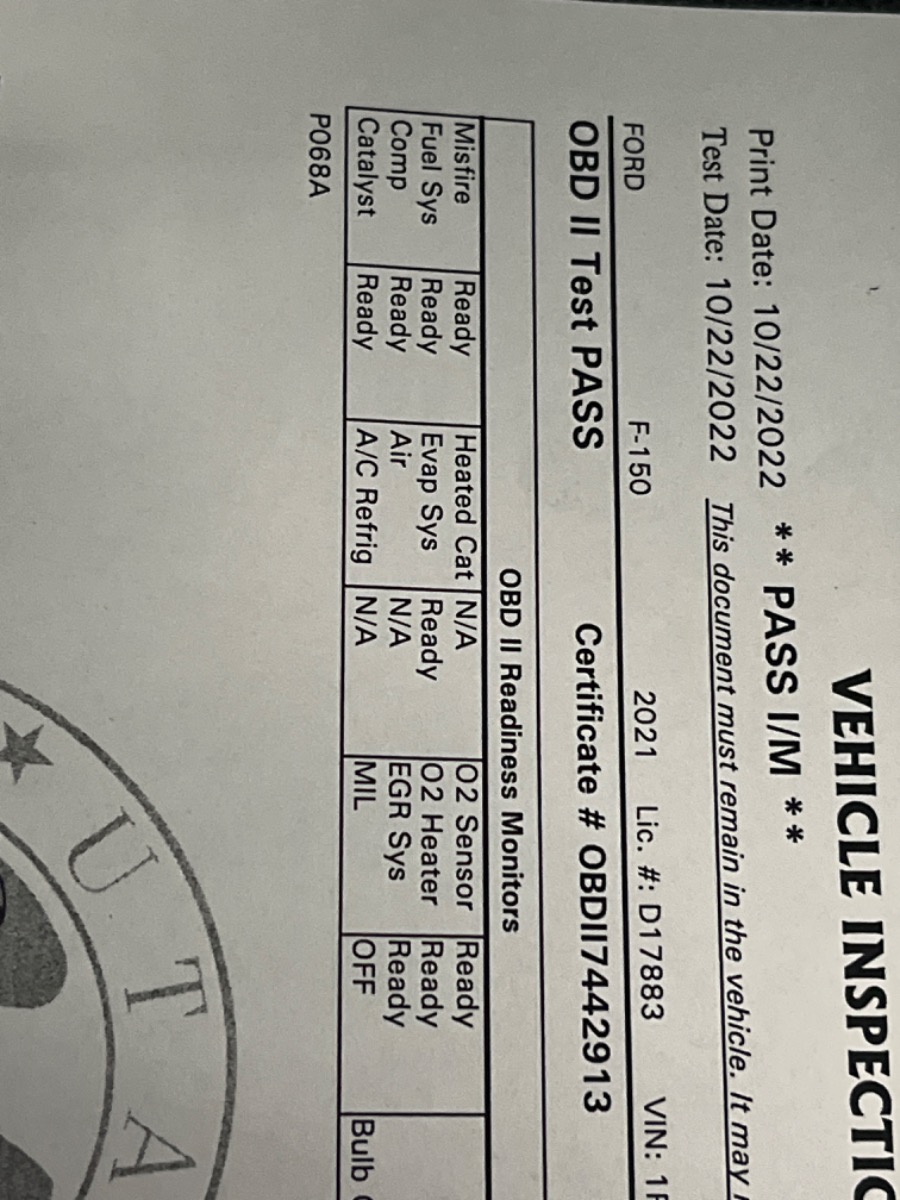 VEHICLE INSPECTIO
Print Date: 10/22/2022 ** PASS I/M **
Test Date: 10/22/2022 This document must remain in the vehicle. It may
FORD F-150 2021 Lic. #: D17883 VIN: 1F
OBD II Test PASS Certificate # OBDII7442913
OBD II Readiness Monitors
Misfire Ready Heated Cat N/A O2 Sensor Ready
Fuel Sys Ready Evap Sys Ready O2 Heater Ready
Comp Ready Air N/A EGR Sys Ready
Catalyst Ready A/C Refrig N/A MIL OFF Bulb
P068A
UTA